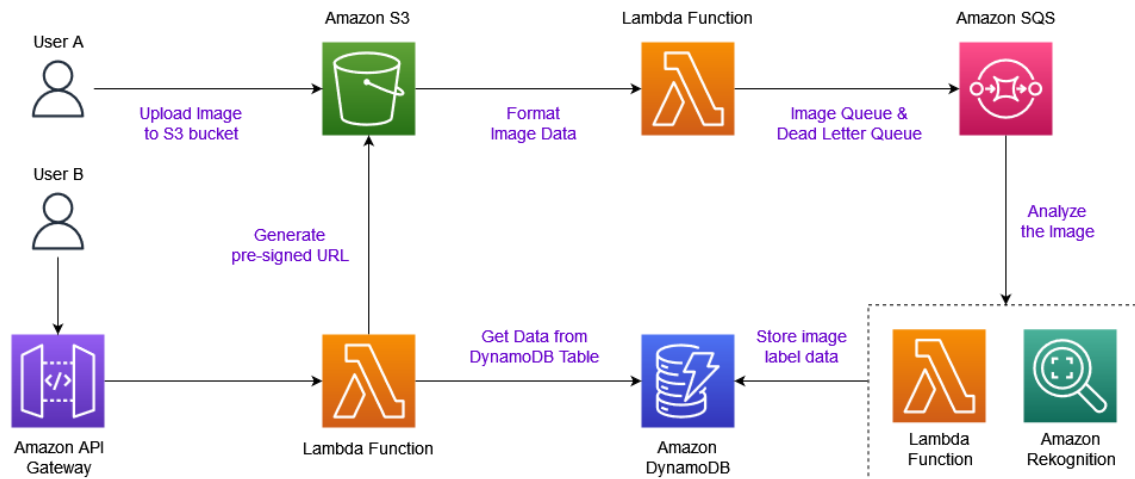 Amazon S3
Lambda Function
Amazon SQS
User A
Upload Image
to S3 bucket
Format
Image Data
Image Queue &
Dead Letter Queue
User B
Generate
pre-signed URL
Analyze
the Image
Get Data from
DynamoDB Table
Store image
label data
Amazon API
Gateway
Lambda Function
Amazon
DynamoDB
Lambda
Function
Amazon
Rekognition